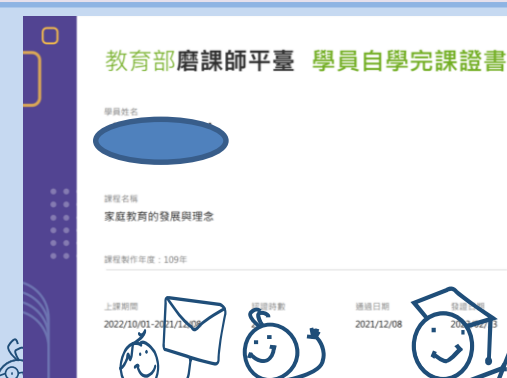 教育部磨課師平臺 學員自學完課證書
學員姓名
課程名稱
家庭教育的發展與理念
課程製作年度：109年
上課期間
時數
通過日期
2022/10/01-2021/12/08
2021/12/08